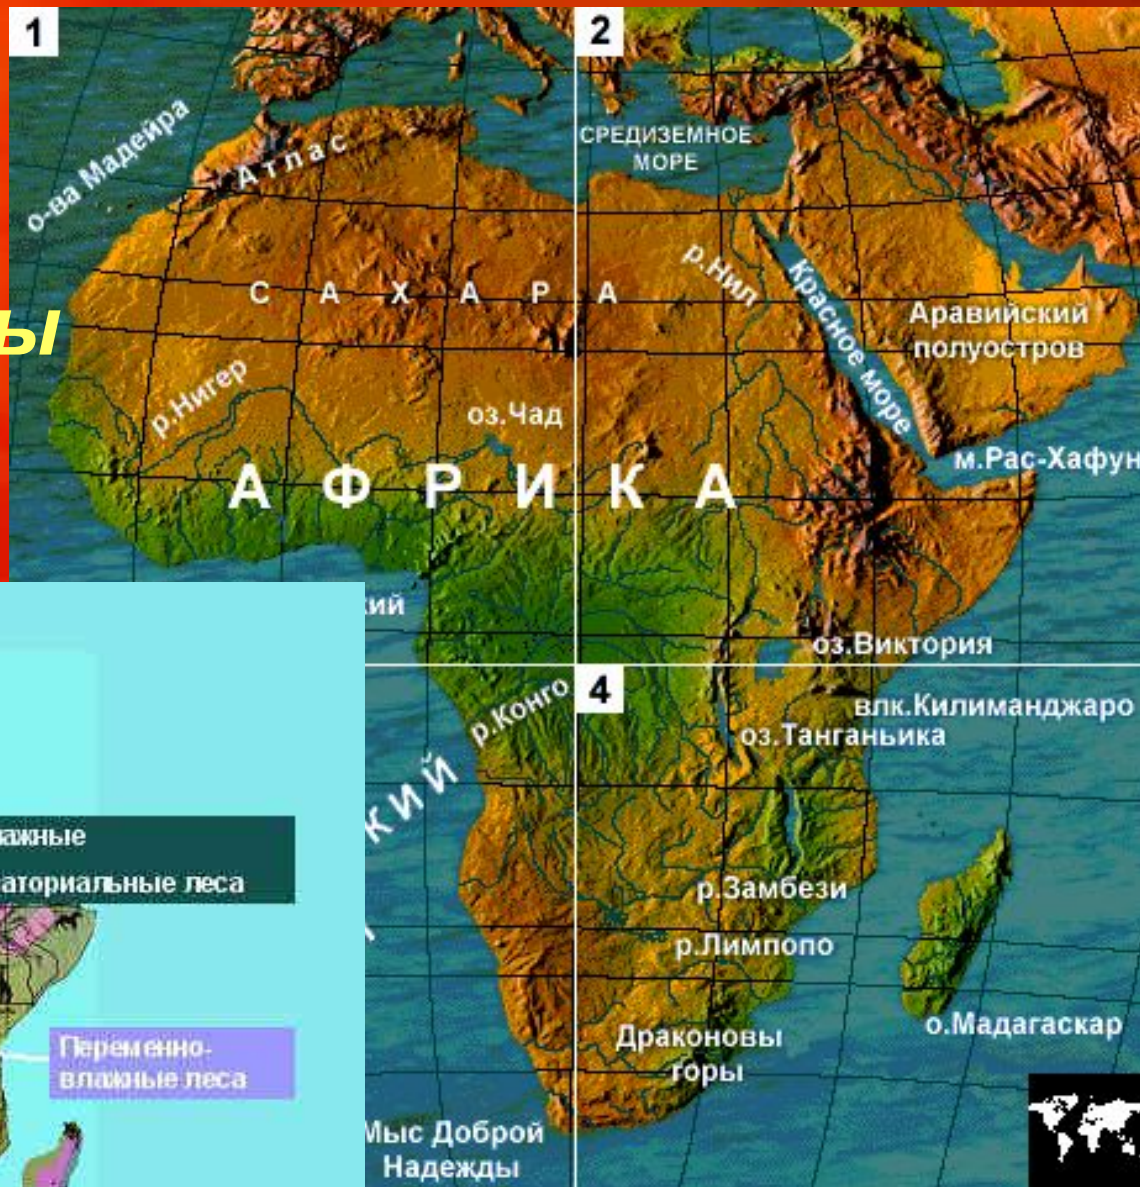 1
2
СРЕДИЗЕМНОЕ
МОРЕ
о-ва Мадейра
Атлас
САХАРА
р.Нил
Красное море
Аравийский
полуостров
ы
р.Нигер
оз.Чад
м.Рас-Хафун
АФРИКА
кий
оз.Виктория
4
р.Конго
влк.Килиманджаро
оз.Танганьика
кий
ажные
аториальные леса
р.Замбези
р.Лимпопо
о.Мадагаскар
Драконовы
горы
Переменно-
влажные леса
Мыс Доброй
Надежды